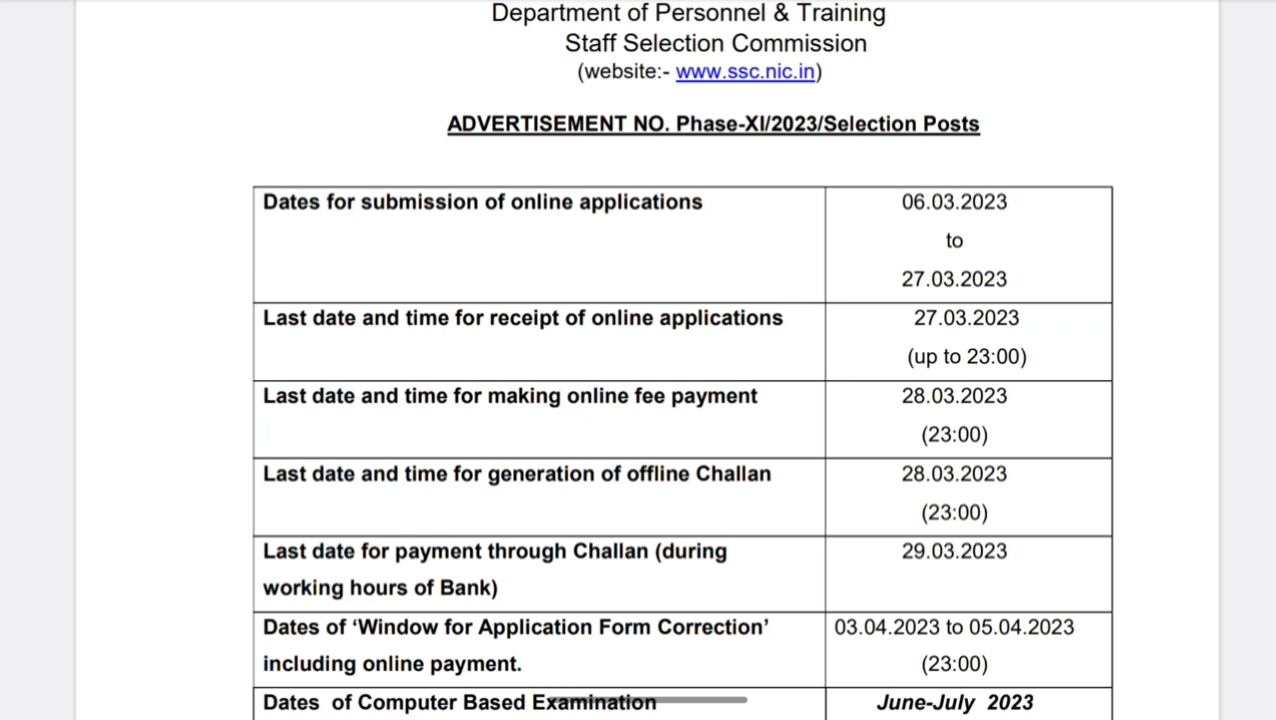 Department of Personnel & Training
Staff Selection Commission
(website:- www.ssc.nic.in)
ADVERTISEMENT NO. Phase-XI/2023/Selection Posts
Dates for submission of online applications
06.03.2023
to
27.03.2023
Last date and time for receipt of online applications
27.03.2023
(up to 23:00)
Last date and time for making online fee payment
28.03.2023
(23:00)
Last date and time for generation of offline Challan
28.03.2023
(23:00)
Last date for payment through Challan (during
working hours of Bank)
29.03.2023
Dates of ‘Window for Application Form Correction’
including online payment.
03.04.2023 to 05.04.2023
(23:00)
Dates of Computer Based Examination
June-July 2023